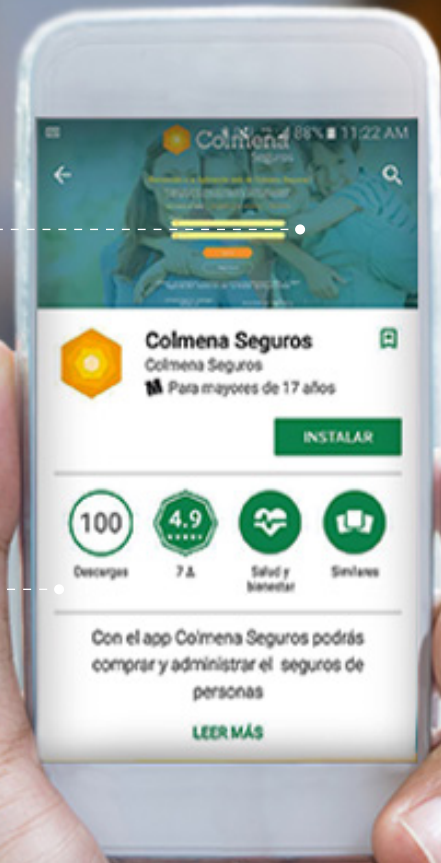 Colmena
88% 11:22 AM
Seguros
Colmena Seguros
Colmena Seguros
Para mayores de 17 años
INSTALAR
100
4.9
Descargas
7
Salud y
bienestar
Similares
Con el app Colmena Seguros podrás
comprar y administrar el seguros de
personas
LEER MÁS